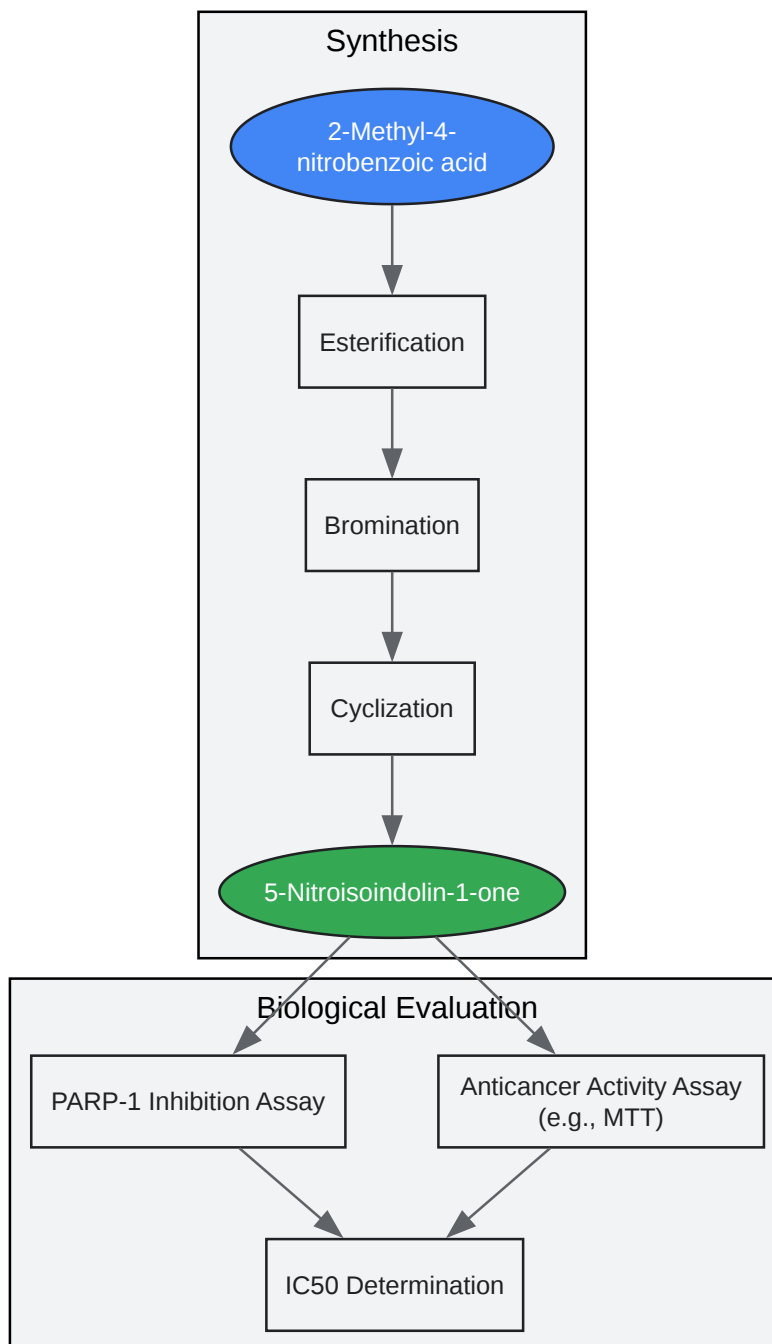 Synthesis
2-Methyl-4-
nitrobenzoic acid
Esterification
Bromination
Cyclization
5-Nitroisoindolin-1-one
Biological Evaluation
PARP-1 Inhibition Assay
Anticancer Activity Assay
(e.g., MTT)
IC50 Determination